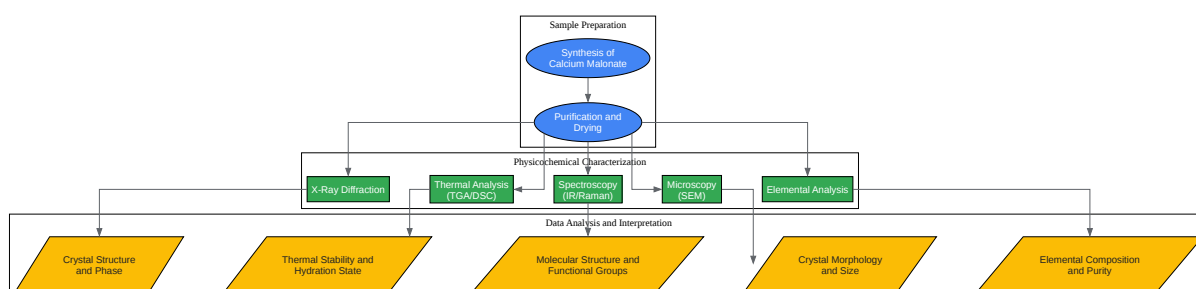 Sample Preparation
Synthesis of
Calcium Malonate
Purification and
Drying
Physicochemical Characterization
X-Ray Diffraction
Thermal Analysis
(TGA/DSC)
Spectroscopy
(IR/Raman)
Microscopy
(SEM)
Elemental Analysis
Data Analysis and Interpretation
Crystal Structure
and Phase
Thermal Stability and
Hydration State
Molecular Structure and
Functional Groups
Crystal Morphology
and Size
Elemental Composition
and Purity